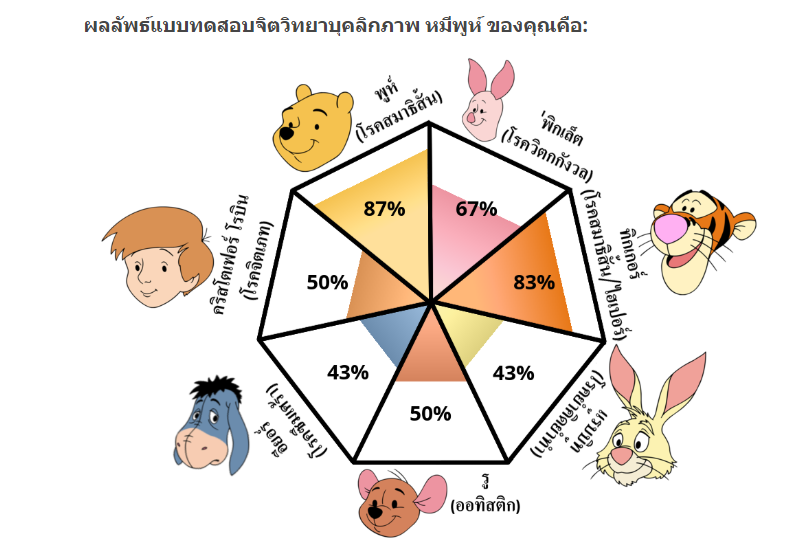 ผลลัพธ์แบบทดสอบจิตวิทยาบุคลิกภาพ หมีพูห์ ของคุณคือ:
พูห์
(โรคสมาธิสั้น)
พิกเล็ต
(โรควิตกกังวล)
ทิกเกอร์
(โรคสมาธิสั้น/ไฮเปอร์)
แรบบิท
(โรคย้ำคิดย้ำทำ)
รู
(ออทิสติก)
อียอร์
(โรคซึมเศร้า)
คริสโตเฟอร์ โรบิน
(โรคจิตเภท)
87%
67%
83%
43%
50%
43%
50%